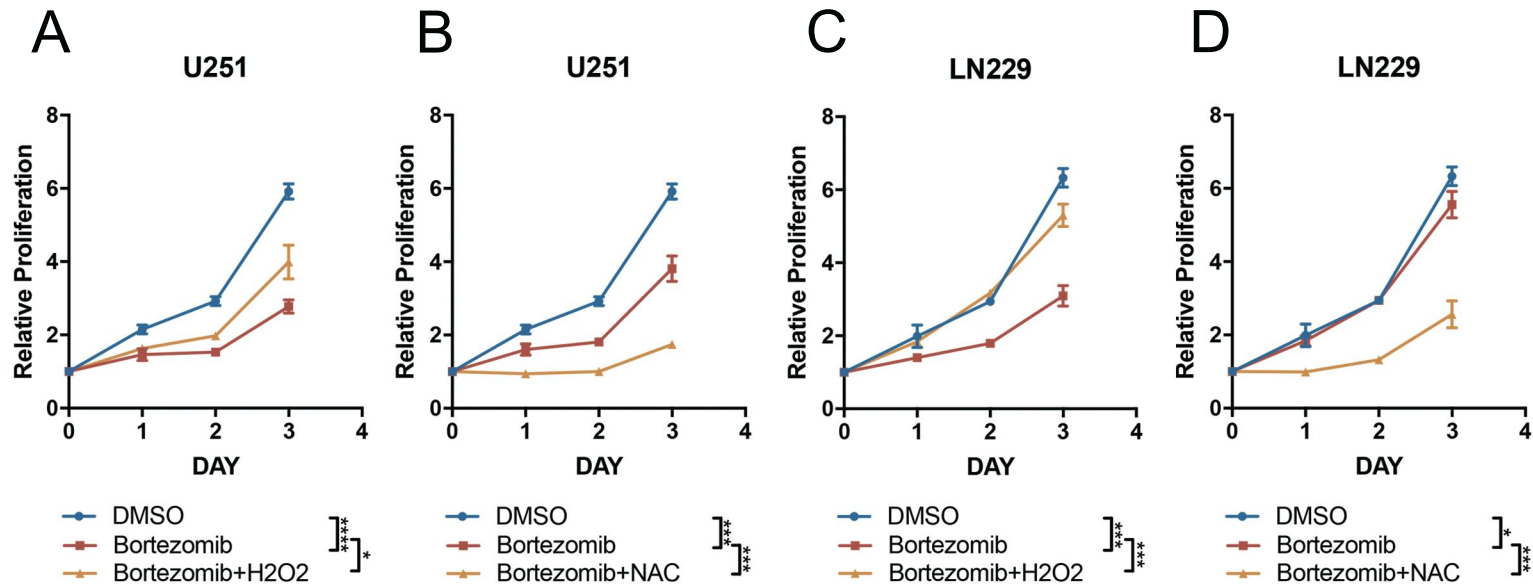 A
U251
Relative Proliferation
8
6
4
2
0
0 1 2 3 4
DAY
DMSO
Bortezomib
Bortezomib+H2O2
****
*
B
U251
Relative Proliferation
8
6
4
2
0
0 1 2 3 4
DAY
DMSO
Bortezomib
Bortezomib+NAC
***
***
C
LN229
Relative Proliferation
8
6
4
2
0
0 1 2 3 4
DAY
DMSO
Bortezomib
Bortezomib+H2O2
***
***
D
LN229
Relative Proliferation
8
6
4
2
0
0 1 2 3 4
DAY
DMSO
Bortezomib
Bortezomib+NAC
*
***